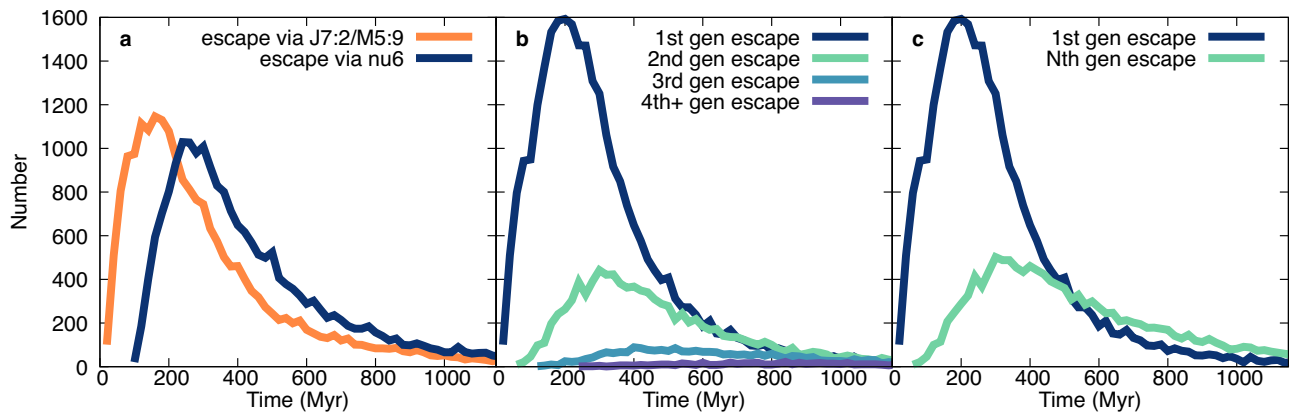 a
escape via J7:2/M5:9
escape via nu6
b
1st gen escape
2nd gen escape
3rd gen escape
4th+ gen escape
c
1st gen escape
Nth gen escape
Number
1600
1400
1200
1000
800
600
400
200
0
0 200 400 600 800 1000
0 200 400 600 800 1000
0 200 400 600 800 1000
Time (Myr)
Time (Myr)
Time (Myr)